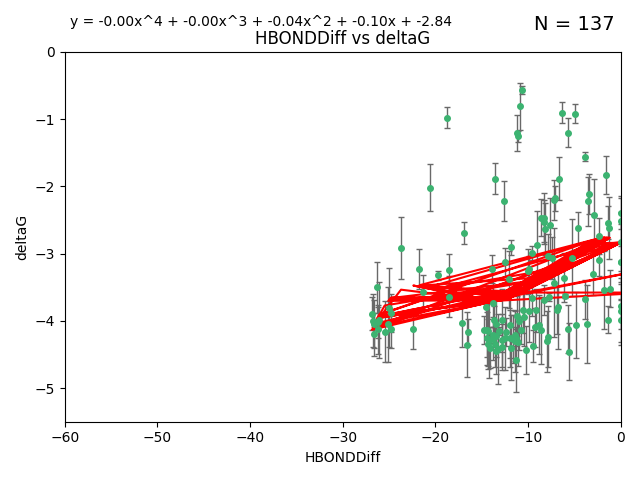 y = -0.00x^4 + -0.00x^3 + -0.04x^2 + -0.10x + -2.84
N = 137
HBONDDiff vs deltaG
0
−1
−2
−3
−4
−5
deltaG
−60 −50 −40 −30 −20 −10 0
HBONDDiff